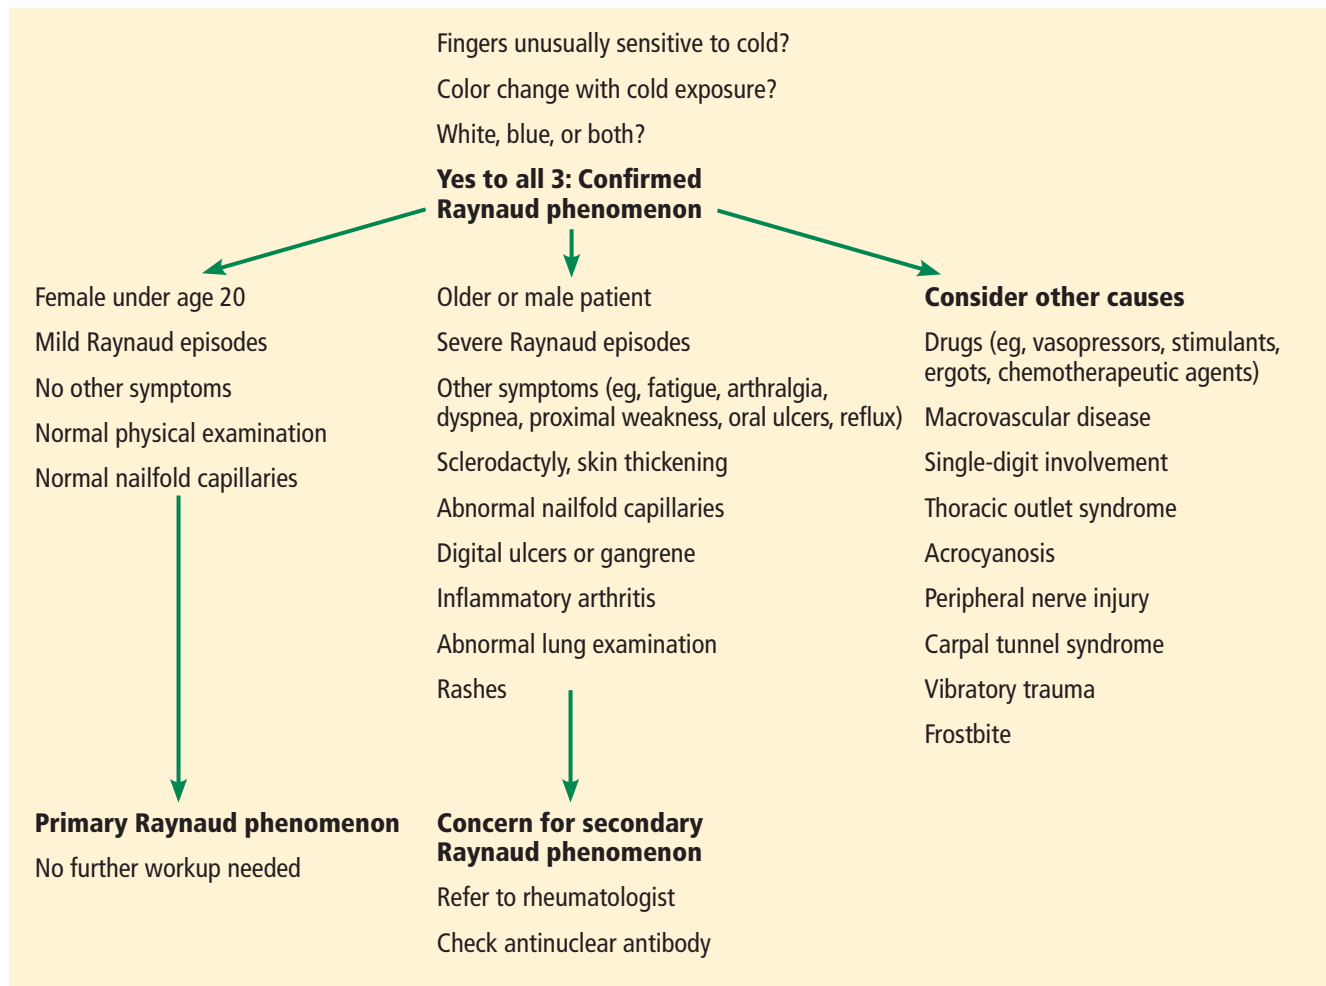 Fingers unusually sensitive to cold?
Color change with cold exposure?
White, blue, or both?
Yes to all 3: Confirmed
Raynaud phenomenon
Female under age 20
Mild Raynaud episodes
No other symptoms
Normal physical examination
Normal nailfold capillaries
Primary Raynaud phenomenon
No further workup needed
Older or male patient
Severe Raynaud episodes
Other symptoms (eg, fatigue, arthralgia,
dyspnea, proximal weakness, oral ulcers, reflux)
Sclerodactyly, skin thickening
Abnormal nailfold capillaries
Digital ulcers or gangrene
Inflammatory arthritis
Abnormal lung examination
Rashes
Concern for secondary
Raynaud phenomenon
Refer to rheumatologist
Check antinuclear antibody
Consider other causes
Drugs (eg, vasopressors, stimulants,
ergots, chemotherapeutic agents)
Macrovascular disease
Single-digit involvement
Thoracic outlet syndrome
Acrocyanosis
Peripheral nerve injury
Carpal tunnel syndrome
Vibratory trauma
Frostbite